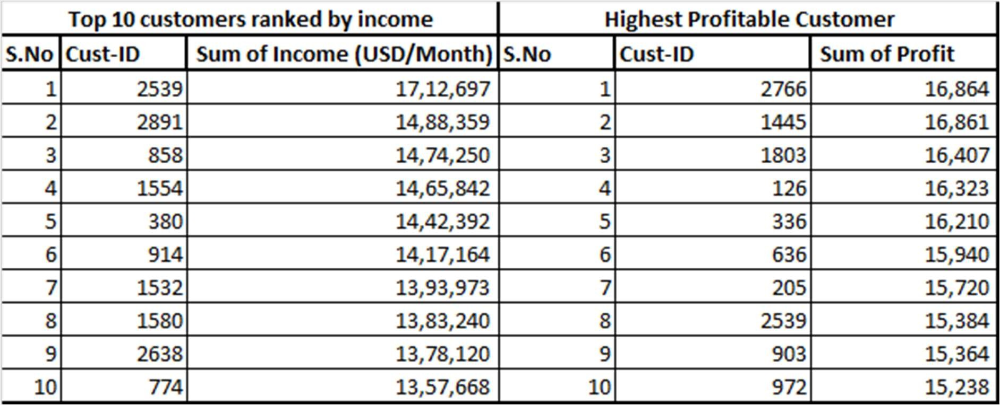 Top 10 customers ranked by income Highest Profitable Customer
S.No Cust-ID Sum of Income (USD/Month) S.No Cust-ID Sum of Profit
1 2539 17,12,697 1 2766 16,864
2 2891 14,88,359 2 1445 16,861
3 858 14,74,250 3 1803 16,407
4 1554 14,65,842 4 126 16,323
5 380 14,42,392 5 336 16,210
6 914 14,17,164 6 636 15,940
7 1532 13,93,973 7 205 15,720
8 1580 13,83,240 8 2539 15,384
9 2638 13,78,120 9 903 15,364
10 774 13,57,668 10 972 15,238